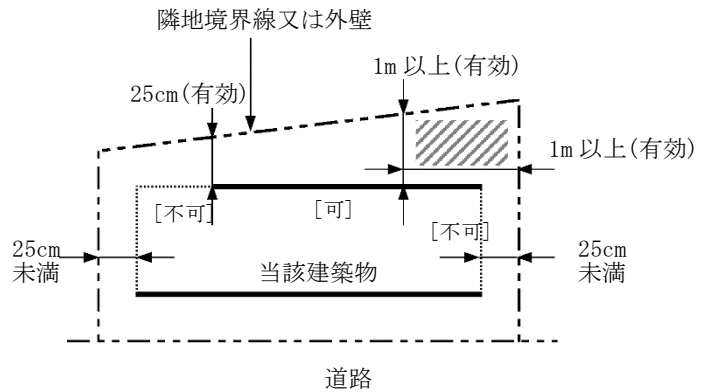 隣地境界線又は外壁
1m 以上(有効)
25cm(有効)
1m 以上(有効)
[不可]
[可]
[不可]
25cm
未満
当該建築物
25cm
未満
道路